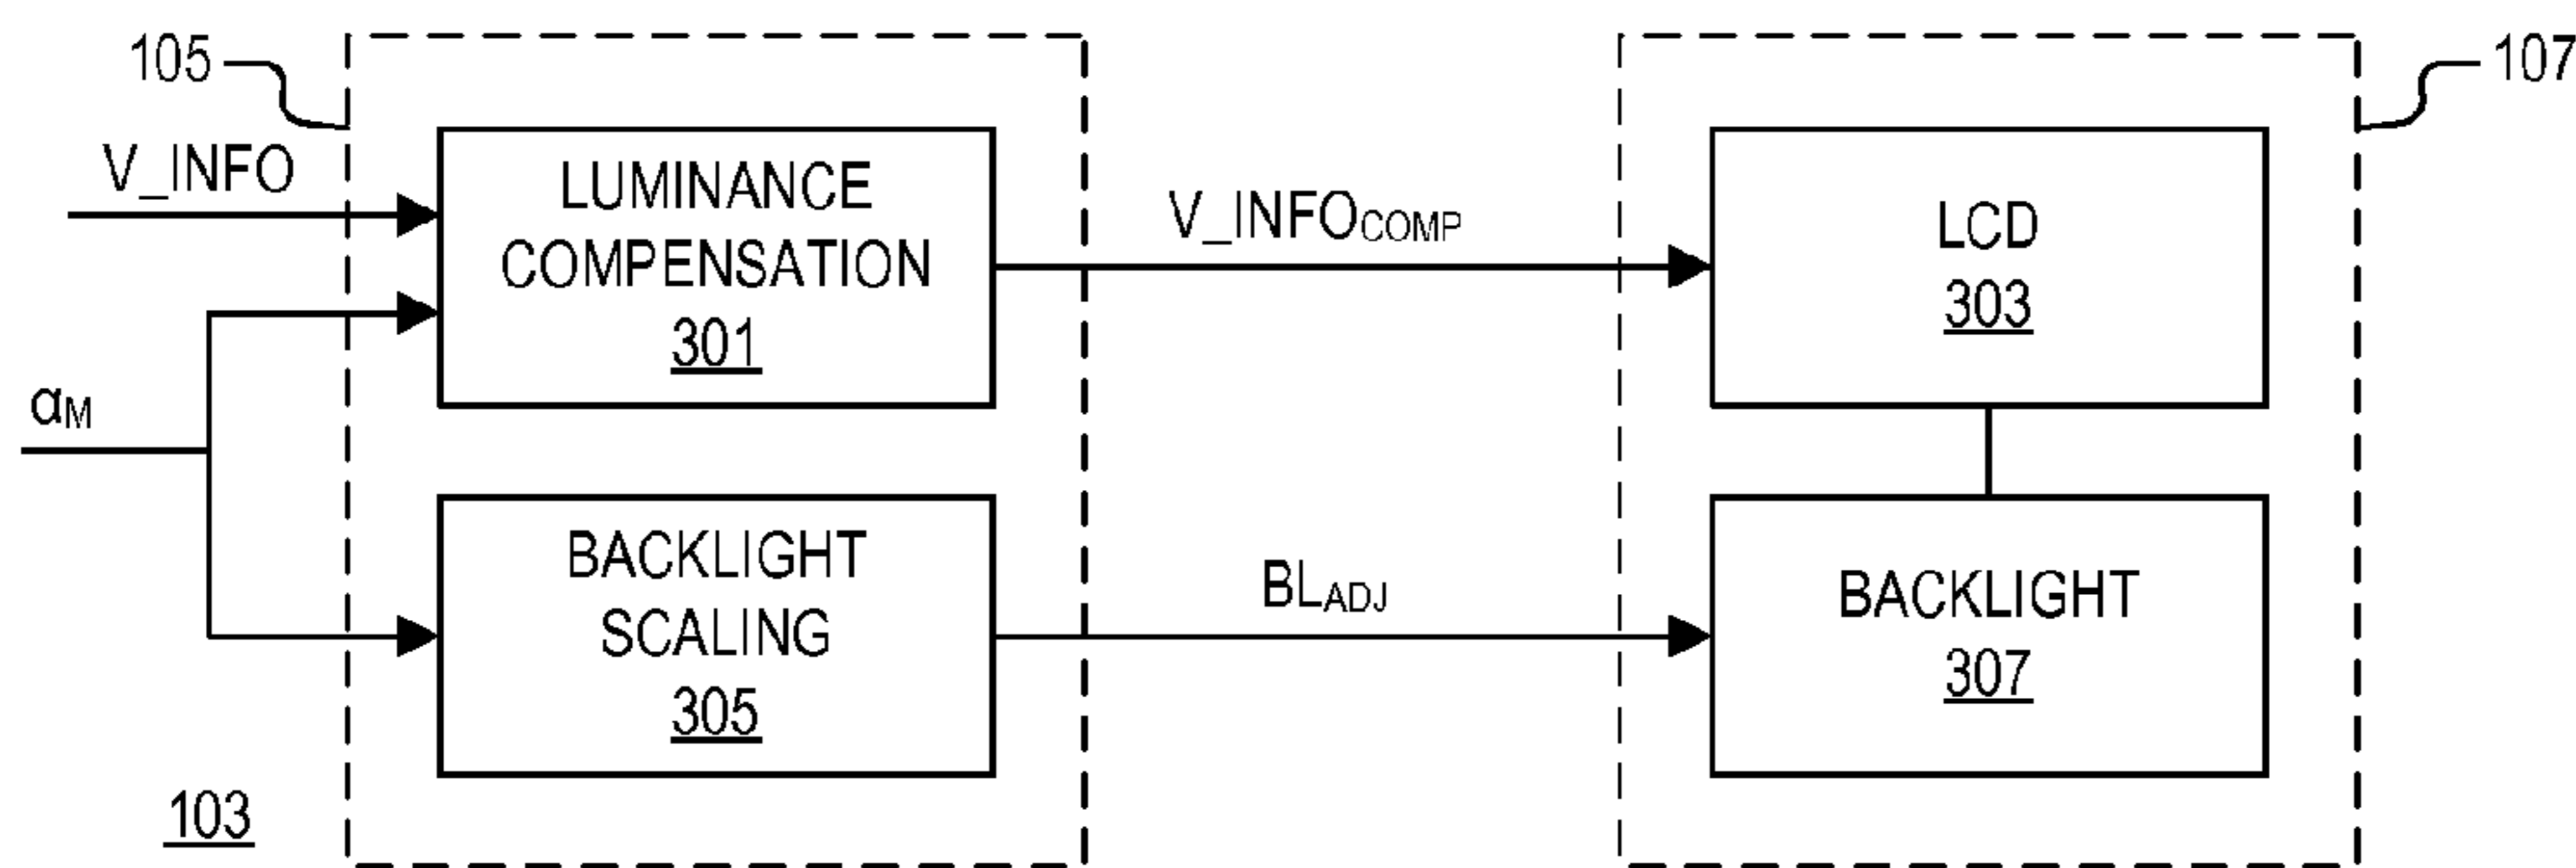 105
107
V_INFO
LUMINANCE
COMPENSATION
301
V_INFOCOMP
LCD
303
αM
BACKLIGHT
SCALING
305
BLADJ
BACKLIGHT
307
103